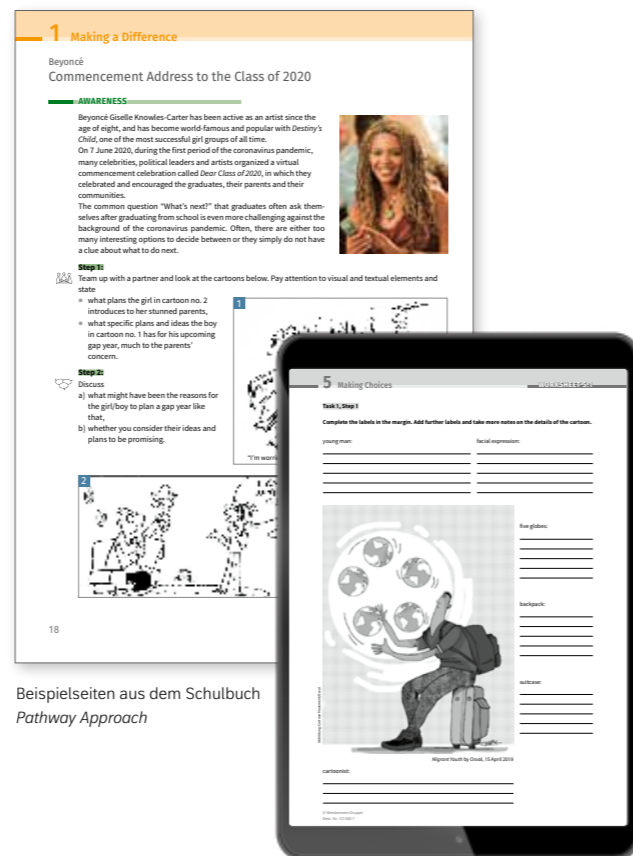 1 Making a Difference
Beyoncé
Commencement Address to the Class of 2020
AWARENESS
Beyoncé Giselle Knowles-Carter has been active as an artist since the
age of eight, and has become world-famous and popular with Destiny's
Child, one of the most successful girl groups of all time.
On 7 June 2020, during the first period of the coronavirus pandemic,
many celebrities, political leaders and artists organized a virtual
commencement celebration called Dear Class of 2020, in which they
celebrated and encouraged the graduates, their parents and their
communities.
The common question "What's next?" that graduates often ask them-
selves after graduating from school is even more challenging against the
background of the coronavirus pandemic. Often, there are either too
many interesting options to decide between or they simply do not have
a clue about what to do next.
Step 1:
Team up with a partner and look at the cartoons below. Pay attention to visual and textual elements and
state
• what plans the girl in cartoon no. 2
introduces to her stunned parents,
• what specific plans and ideas the boy
in cartoon no. 1 has for his upcoming
gap year, much to the parents'
concern.
Step 2:
Discuss
a) what might have been the reasons for
the girl/boy to plan a gap year like
that,
b) whether you consider their ideas and
plans to be promising.
1
"I'm
2
18
Beispielseiten aus dem Schulbuch
Pathway Approach
5 Making Choices
WORKSHEET
Task 1, Step 1
Complete the labels in the margin. Add further labels and take more notes on the details of the cartoon.
young man:
facial expression:
five globes:
backpack:
suitcase:
Migrant Youth by Osval, 15 April 2019
cartoonist: